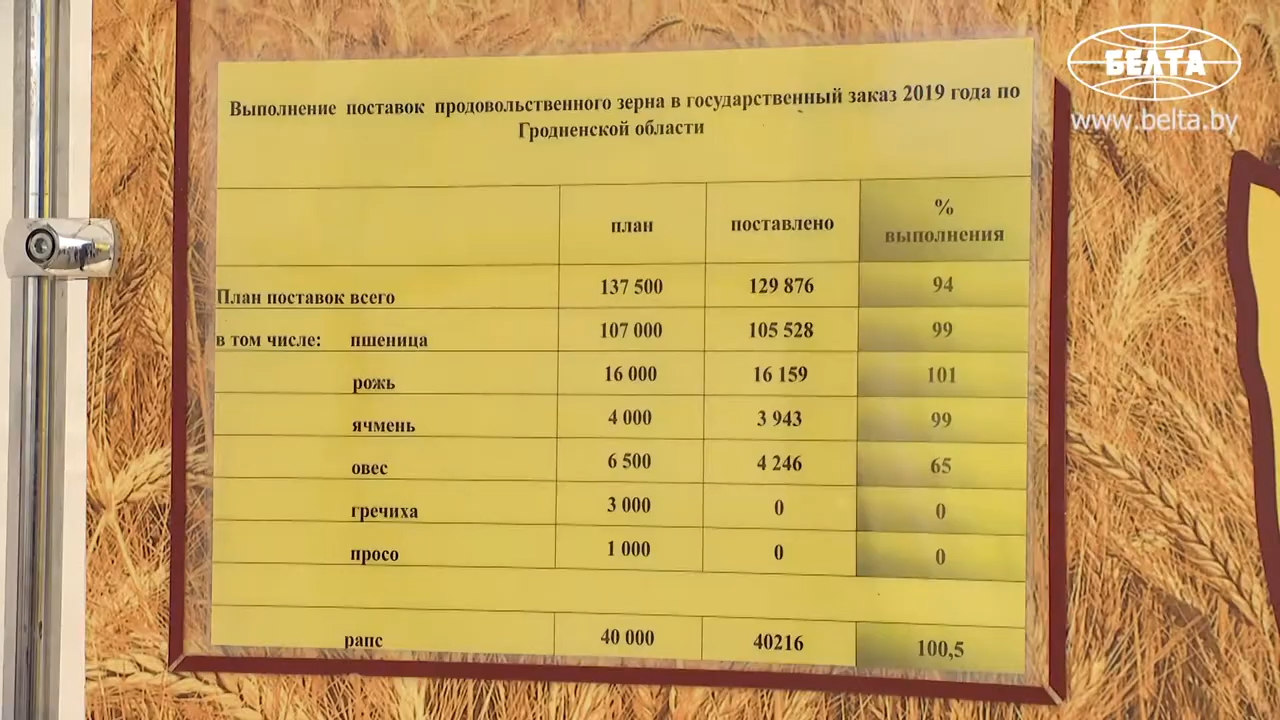 БЕЛТА
www.belta.by
Выполнение поставок продовольственного зерна в государственный заказ 2019 года по
Гродненской области
план поставлено %
выполнения
План поставок всего 137 500 129 876 94
в том числе: пшеница 107 000 105 528 99
рожь 16 000 16 159 101
ячмень 4 000 3 943 99
овес 6 500 4 246 65
гречиха 3 000 0 0
просо 1 000 0 0
рапс 40 000 40216 100,5